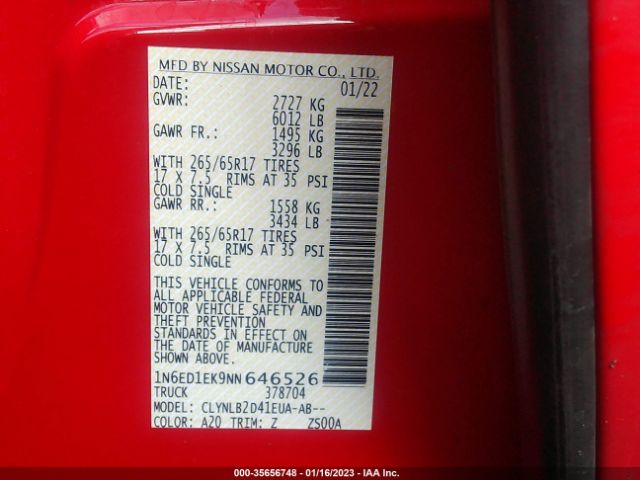 MFD BY NISSAN MOTOR CO., LTD.
DATE: 01/22
GVWR: 2727 KG
6012 LB
GAWR FR.: 1495 KG
3296 LB
WITH 265/65R17 TIRES
17 X 7.5 RIMS AT 35 PSI
COLD SINGLE
GAWR RR.: 1558 KG
3434 LB
WITH 265/65R17 TIRES
17 X 7.5 RIMS AT 35 PSI
COLD SINGLE
THIS VEHICLE CONFORMS TO
ALL APPLICABLE FEDERAL
MOTOR VEHICLE SAFETY AND
THEFT PREVENTION
STANDARDS IN EFFECT ON
THE DATE OF MANUFACTURE
SHOWN ABOVE.
1N6ED1EK9NN646526
TRUCK 378704
MODEL: CLYNLB2D41EUA-AB--
COLOR: A20 TRIM: Z ZS00A
000-35656748 - 01/16/2023 - IAA Inc.